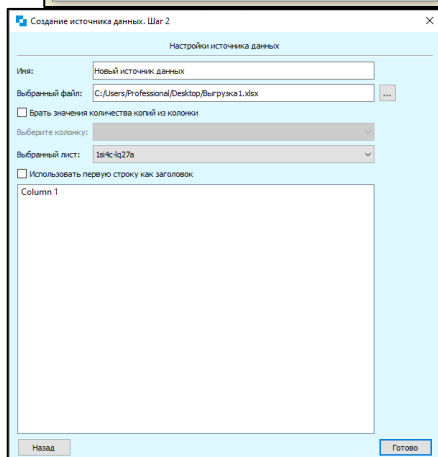 Создание источника данных. Шаг 2
Настройки источника данных
Имя: Новый источник данных
Выбранный файл: C:/Users/Professional/Desktop/Выгрузка1.xlsx ...
Брать значения количества копий из колонки
Выберите колонку:
Выбранный лист: 1si4c-lq27a
Использовать первую строку как заголовок
Column 1
Назад Готово